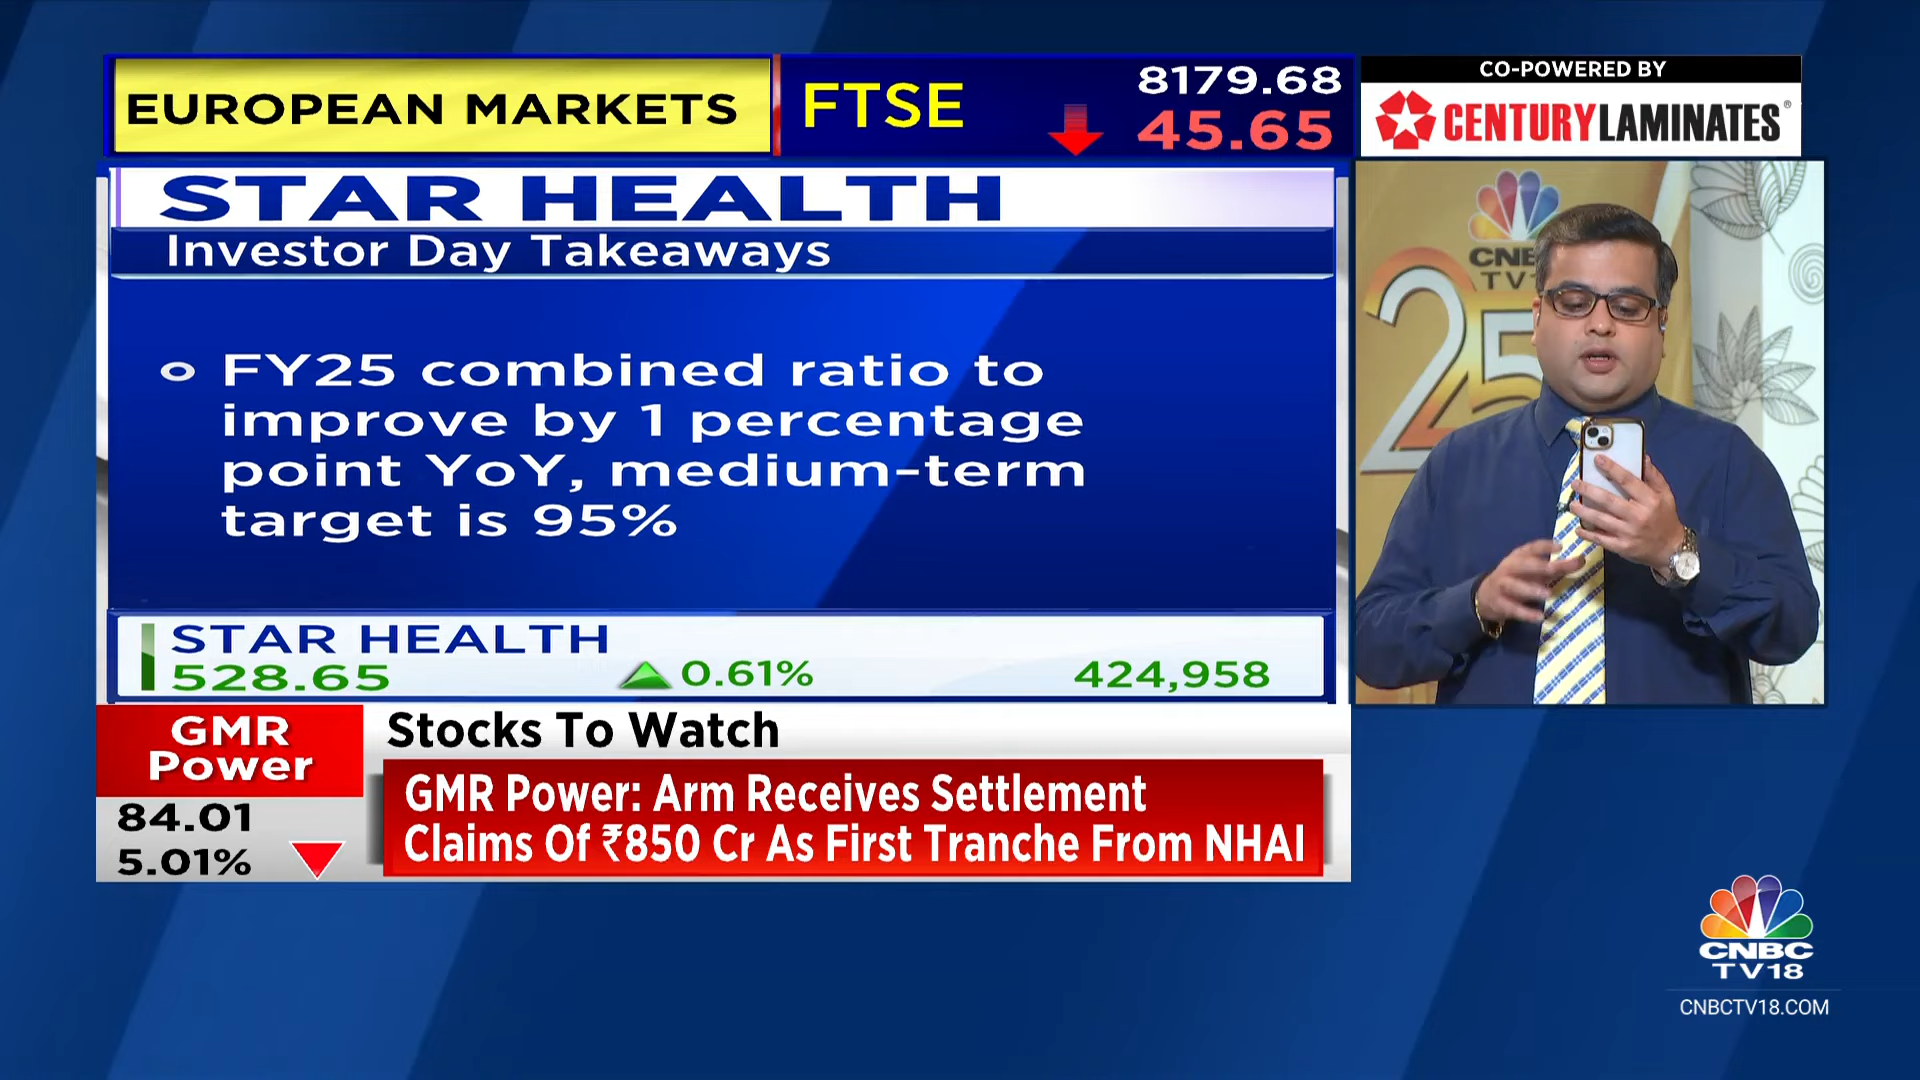 EUROPEAN MARKETS
FTSE
8179.68
45.65
CO-POWERED BY
CENTURYLAMINATES®
STAR HEALTH
Investor Day Takeaways
FY25 combined ratio to
improve by 1 percentage
point YoY, medium-term
target is 95%
STAR HEALTH
528.65
0.61%
424,958
CNBC
TV18
25
GMR
Power
84.01
5.01%
Stocks To Watch
GMR Power: Arm Receives Settlement
Claims Of ₹850 Cr As First Tranche From NHAI
CNBC
TV18
CNBCTV18.COM